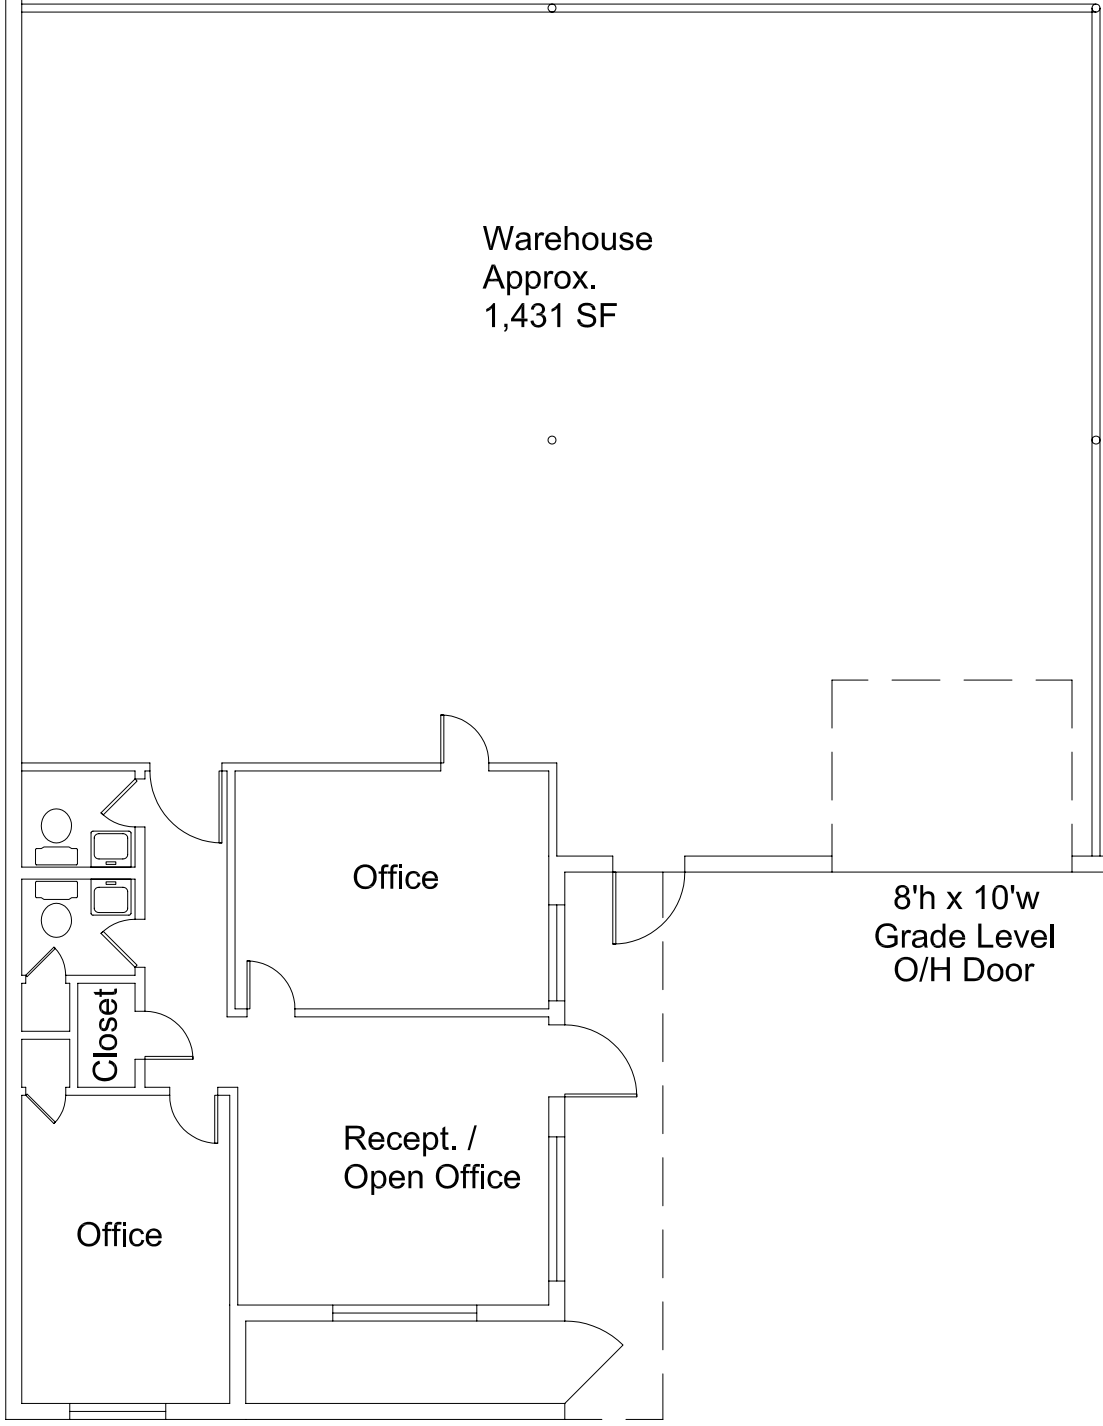 Warehouse
Approx.
1,431 SF
Office
8'h x 10'w
Grade Level
O/H Door
Closet
Recept. /
Open Office
Office